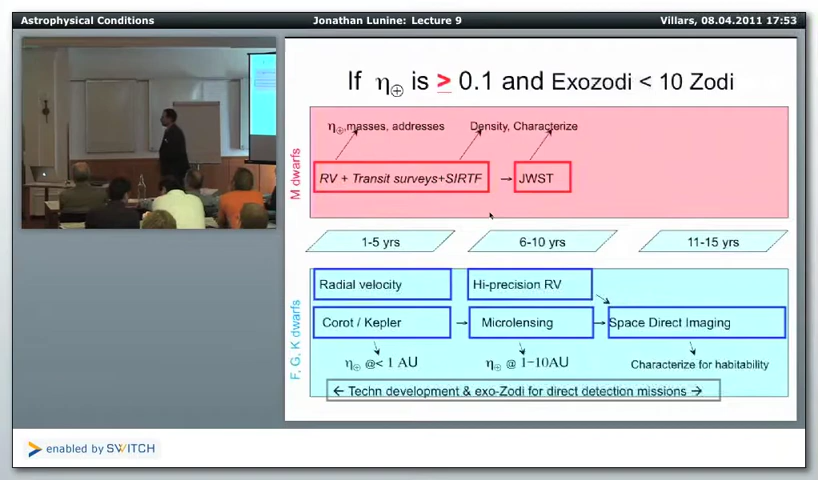 Astrophysical Conditions
Jonathan Lunine: Lecture 9
Villars, 08.04.2011 17:53
If η⊕ is > 0.1 and Exozodi < 10 Zodi
M dwarfs
η⊕,masses, addresses
Density, Characterize
RV + Transit surveys+SIRTF → JWST
1-5 yrs
6-10 yrs
11-15 yrs
F, G, K dwarfs
Radial velocity
Hi-precision RV
Corot / Kepler → Microlensing → Space Direct Imaging
η⊕ @< 1 AU
η⊕ @ 1-10AU
Characterize for habitability
← Techn development & exo-Zodi for direct detection missions →
enabled by SWITCH